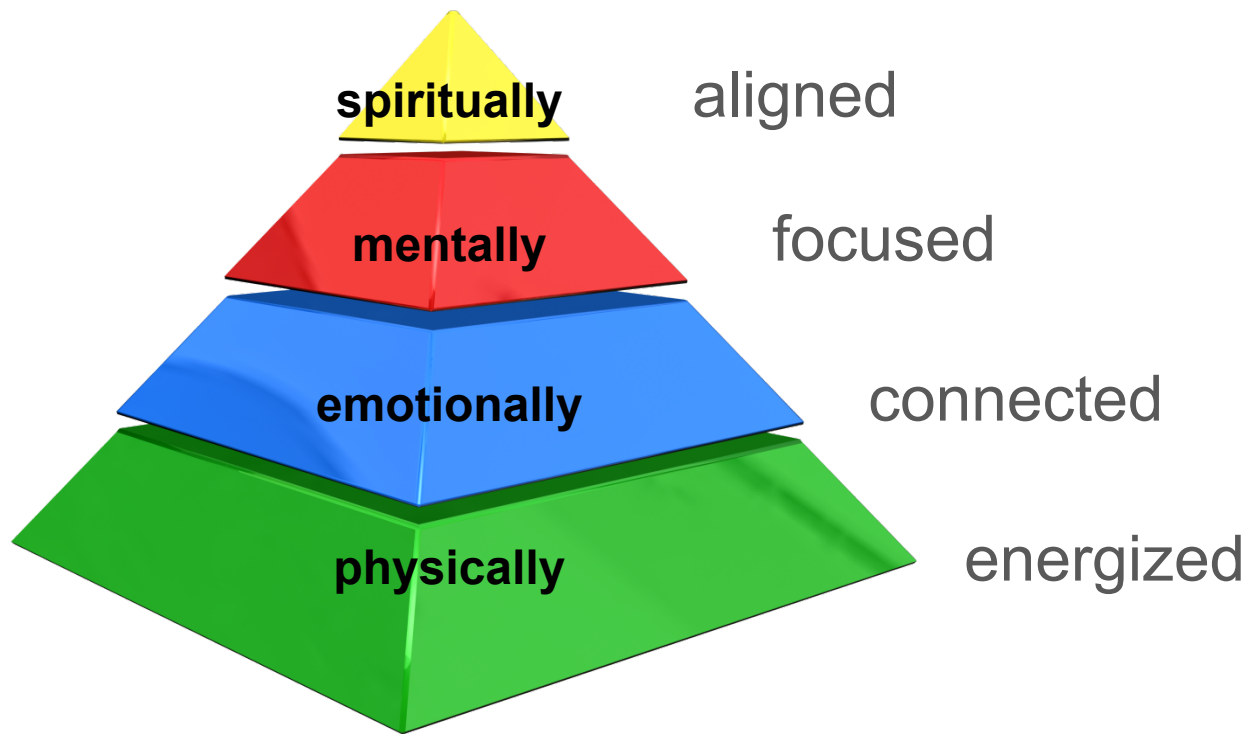 spiritually aligned
mentally focused
emotionally connected
physically energized